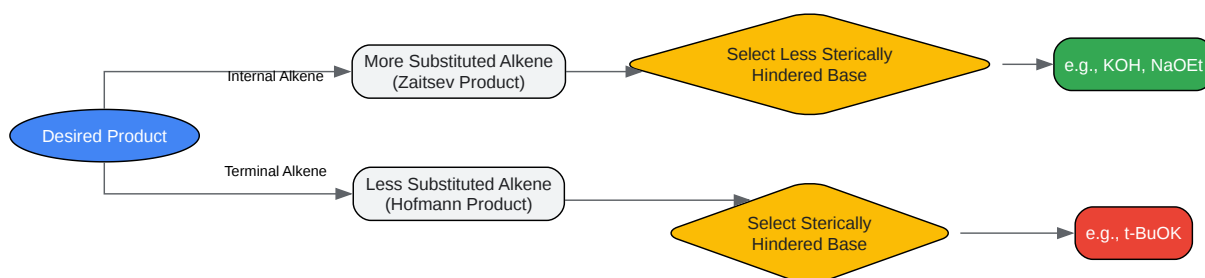 Desired Product
Internal Alkene
More Substituted Alkene
(Zaitsev Product)
Select Less Sterically
Hindered Base
e.g., KOH, NaOEt
Terminal Alkene
Less Substituted Alkene
(Hofmann Product)
Select Sterically
Hindered Base
e.g., t-BuOK